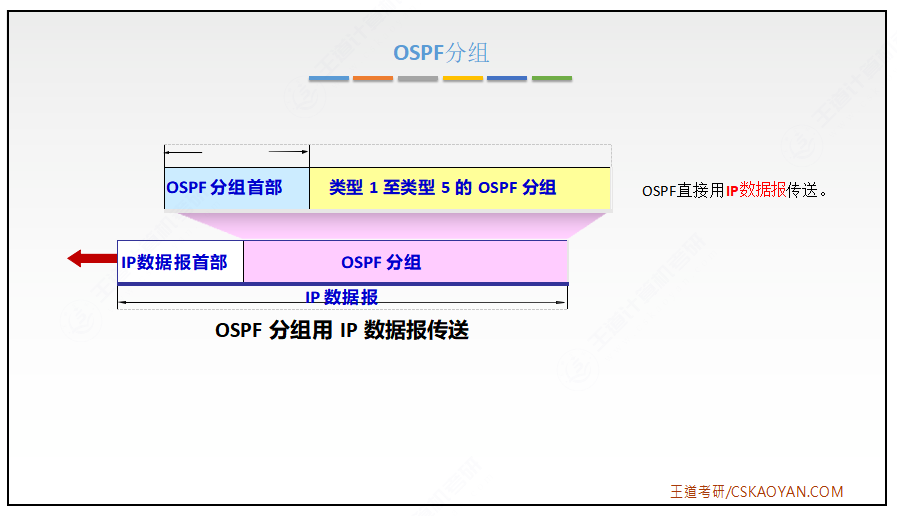 OSPF分组
OSPF 分组首部
类型 1 至类型 5 的 OSPF 分组
OSPF直接用IP数据报传送。
IP数据报首部
OSPF 分组
IP 数据报
OSPF 分组用 IP 数据报传送
王道考研/CSKAOYAN.COM